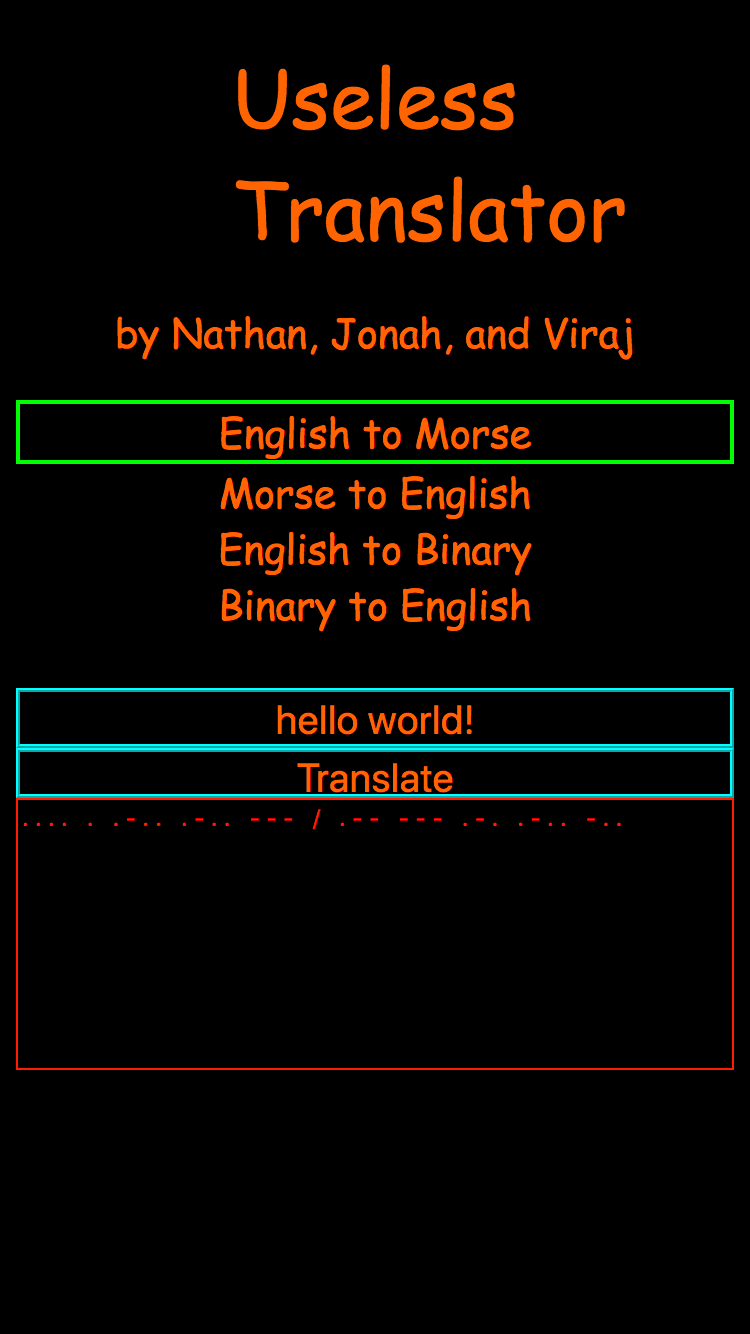 Useless
Translator
by Nathan, Jonah, and Viraj
English to Morse
Morse to English
English to Binary
Binary to English
hello world!
Translate
.... . .-.. .-.. --- / .-- --- .-. .-.. -..